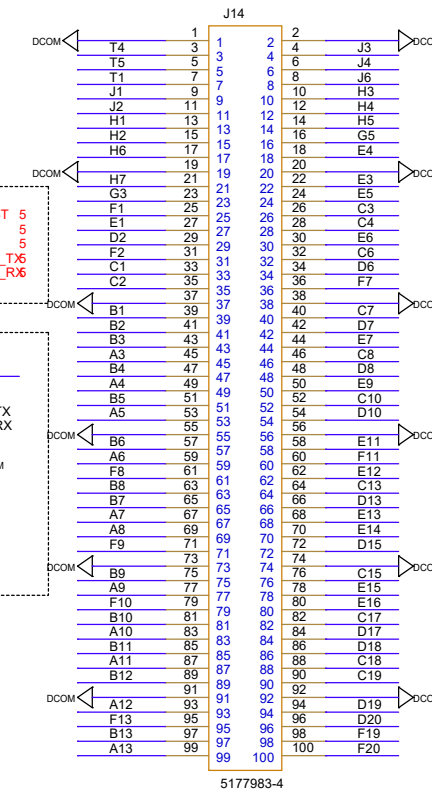 J14
DCOM 1 1 2 2 DCO
T4 3 3 4 4 J3
T5 5 5 6 6 J4
T1 7 7 8 8 J6
J1 9 9 10 10 H3
J2 11 11 12 12 H4
H1 13 13 14 14 H5
H2 15 15 16 16 G5
H6 17 17 18 18 E4
DCOM 19 19 20 20 DCO
H7 21 21 22 22 E3
G3 23 23 24 24 E5
T 5 F1 25 25 26 26 C3
5 E1 27 27 28 28 C4
5 D2 29 29 30 30 E6
_TX5 F2 31 31 32 32 C6
_RX6 C1 33 33 34 34 D6
C2 35 35 36 36 F7
DCOM 37 37 38 38 DCO
B1 39 39 40 40 C7
B2 41 41 42 42 D7
B3 43 43 44 44 E7
A3 45 45 46 46 C8
B4 47 47 48 48 D8
A4 49 49 50 50 E9
B5 51 51 52 52 C10
TX A5 53 53 54 54 D10
RX DCOM 55 55 56 56 DCO
B6 57 57 58 58 E11
A6 59 59 60 60 F11
M F8 61 61 62 62 E12
B8 63 63 64 64 C13
B7 65 65 66 66 D13
A7 67 67 68 68 E13
A8 69 69 70 70 E14
F9 71 71 72 72 D15
DCOM 73 73 74 74 DCO
B9 75 75 76 76 C15
A9 77 77 78 78 E15
F10 79 79 80 80 E16
B10 81 81 82 82 C17
A10 83 83 84 84 D17
B11 85 85 86 86 D18
A11 87 87 88 88 C18
B12 89 89 90 90 C19
DCOM 91 91 92 92 DCO
A12 93 93 94 94 D19
F13 95 95 96 96 D20
B13 97 97 98 98 F19
A13 99 99 100 100 F20
5177983-4